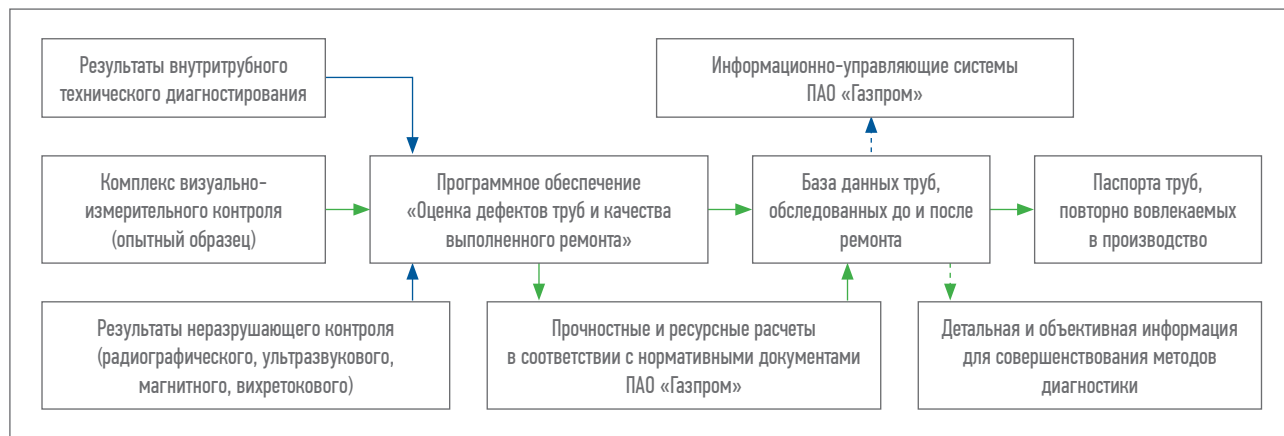 Результаты внутритрубного
технического диагностирования
Информационно-управляющие системы
ПАО «Газпром»
Комплекс визуально-
измерительного контроля
(опытный образец)
Программное обеспечение
«Оценка дефектов труб и качества
выполненного ремонта»
База данных труб,
обследованных до и после
ремонта
Паспорта труб,
повторно вовлекаемых
в производство
Результаты неразрушающего контроля
(радиографического, ультразвукового,
магнитного, вихретокового)
Прочностные и ресурсные расчеты
в соответствии с нормативными документами
ПАО «Газпром»
Детальная и объективная информация
для совершенствования методов
диагностики